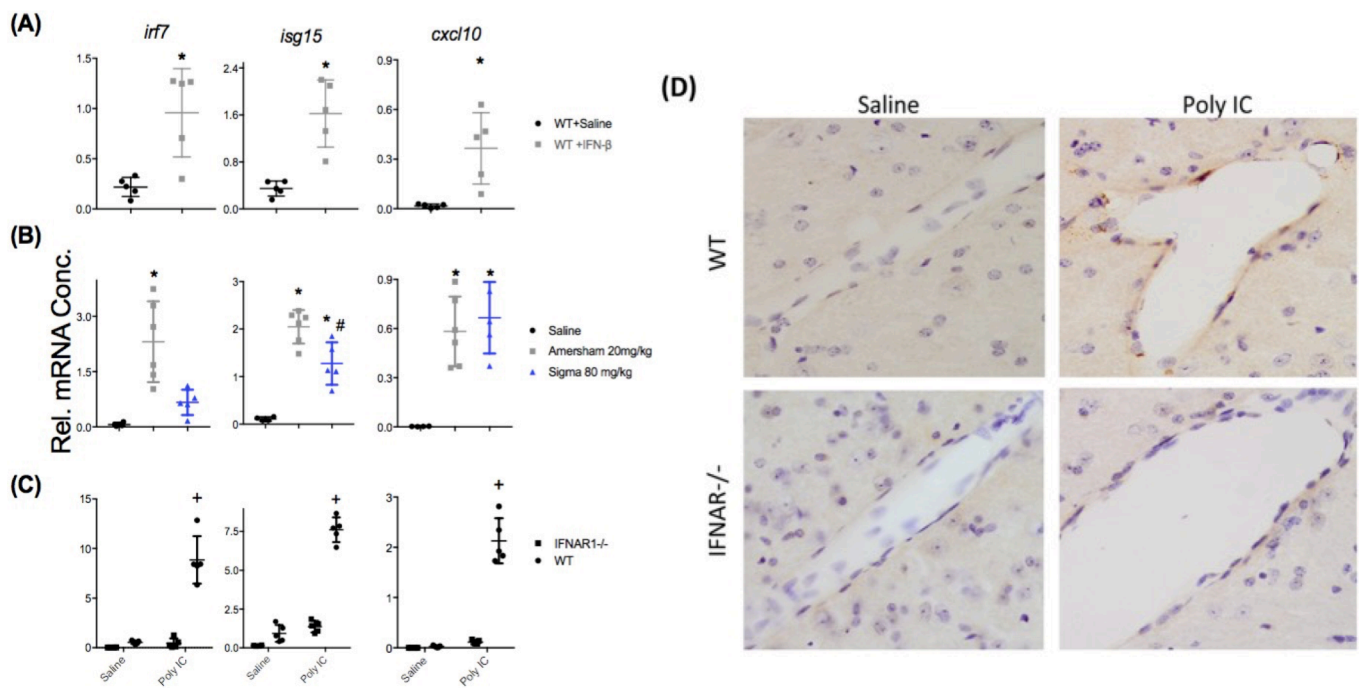 (A)
irf7
isg15
cxcl10
1.5
1.0
0.5
0.0
*
2.4
1.6
0.8
0.0
*
0.9
0.6
0.3
0.0
*
WT+Saline
WT +IFN-β
(B)
Rel. mRNA Conc.
3.0
1.5
0.0
*
3
2
1
0
*
* #
0.9
0.6
0.3
0.0
*
*
Saline
Amersham 20mg/kg
Sigma 80 mg/kg
(C)
15
10
5
0
+
Saline
Poly IC
7.5
5.0
2.5
0.0
+
Saline
Poly IC
3
2
1
0
+
Saline
Poly IC
IFNAR1-/-
WT
(D)
Saline
Poly IC
WT
IFNAR-/-